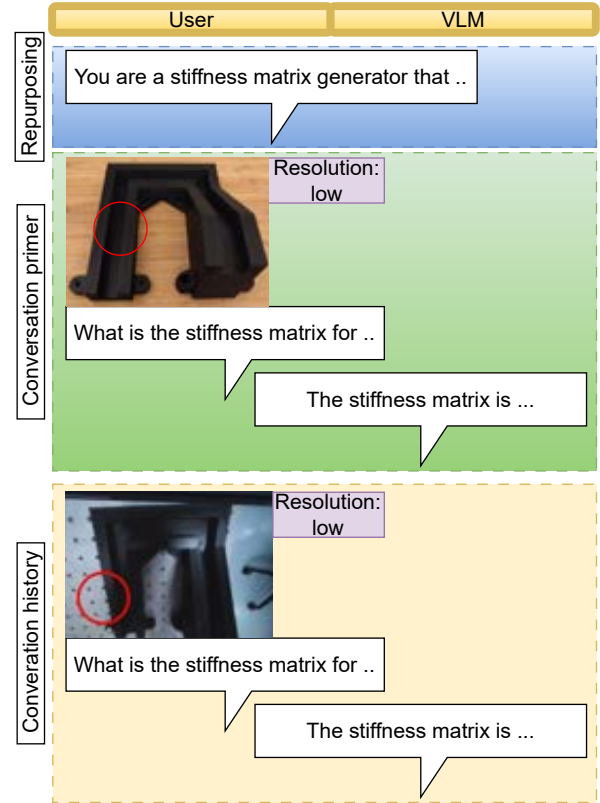 User
VLM
Repurposing
You are a stiffness matrix generator that ..
Conversation primer
Resolution:
low
What is the stiffness matrix for ..
The stiffness matrix is ...
Converation history
Resolution:
low
What is the stiffness matrix for ..
The stiffness matrix is ...